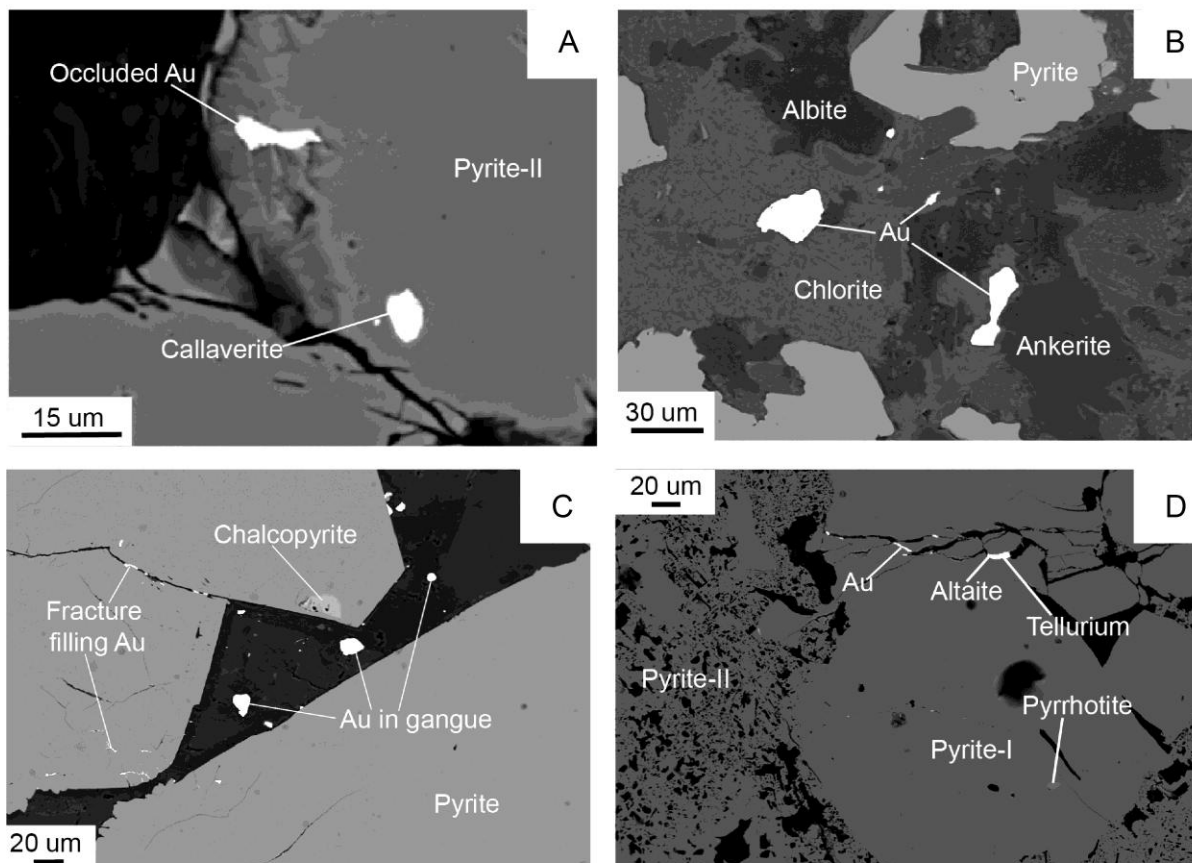 A
Occluded Au
Pyrite-II
Callaverite
15 um
B
Pyrite
Albite
Au
Chlorite
Ankerite
30 um
C
Chalcopyrite
Fracture
filling Au
Au in gangue
Pyrite
20 um
20 um
D
Au
Altaite
Tellurium
Pyrite-II
Pyrrhotite
Pyrite-I